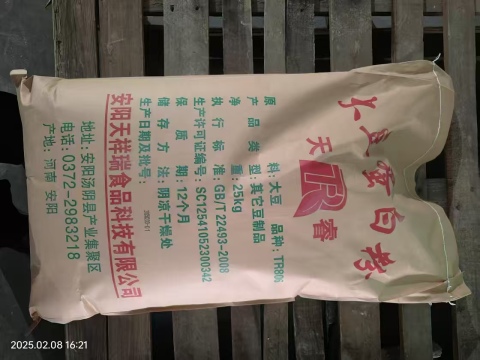 大豆蛋白粉
天 TR 睿
原料:大豆 品种:
产品类型:其它豆制品
净重:25kg
执行标准:GB/T 22493-2008
生产许可证编号:SC12541052300342
保质期:12个月
储存方法:阴凉干燥处
生产日期及批号:
安阳天祥瑞食品科技有限公司
地址:安阳汤阴县产业集聚区
电话:0372-2983218
产地:河南 安阳
2025.02.08 16:21